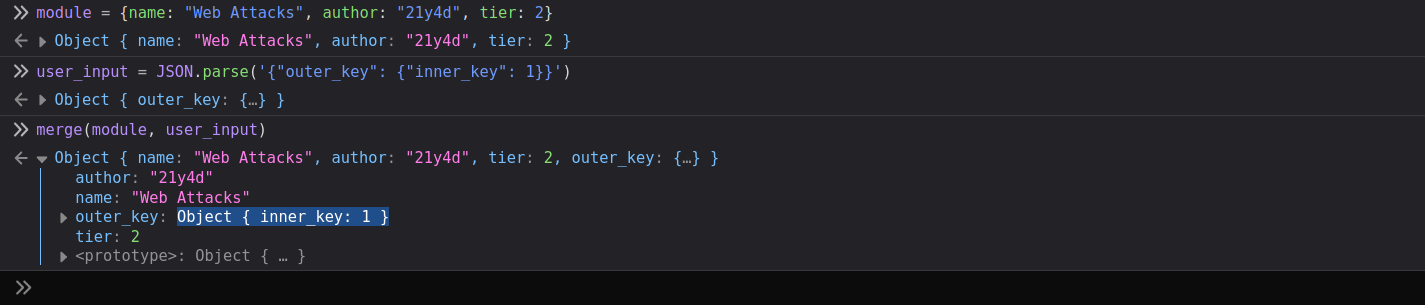 module = {name: "Web Attacks", author: "21y4d", tier: 2}
Object { name: "Web Attacks", author: "21y4d", tier: 2 }
user_input = JSON.parse('{"outer_key": {"inner_key": 1}}')
Object { outer_key: {…} }
merge(module, user_input)
Object { name: "Web Attacks", author: "21y4d", tier: 2, outer_key: {…} }
author: "21y4d"
name: "Web Attacks"
outer_key: Object { inner_key: 1 }
tier: 2
<prototype>: Object { … }